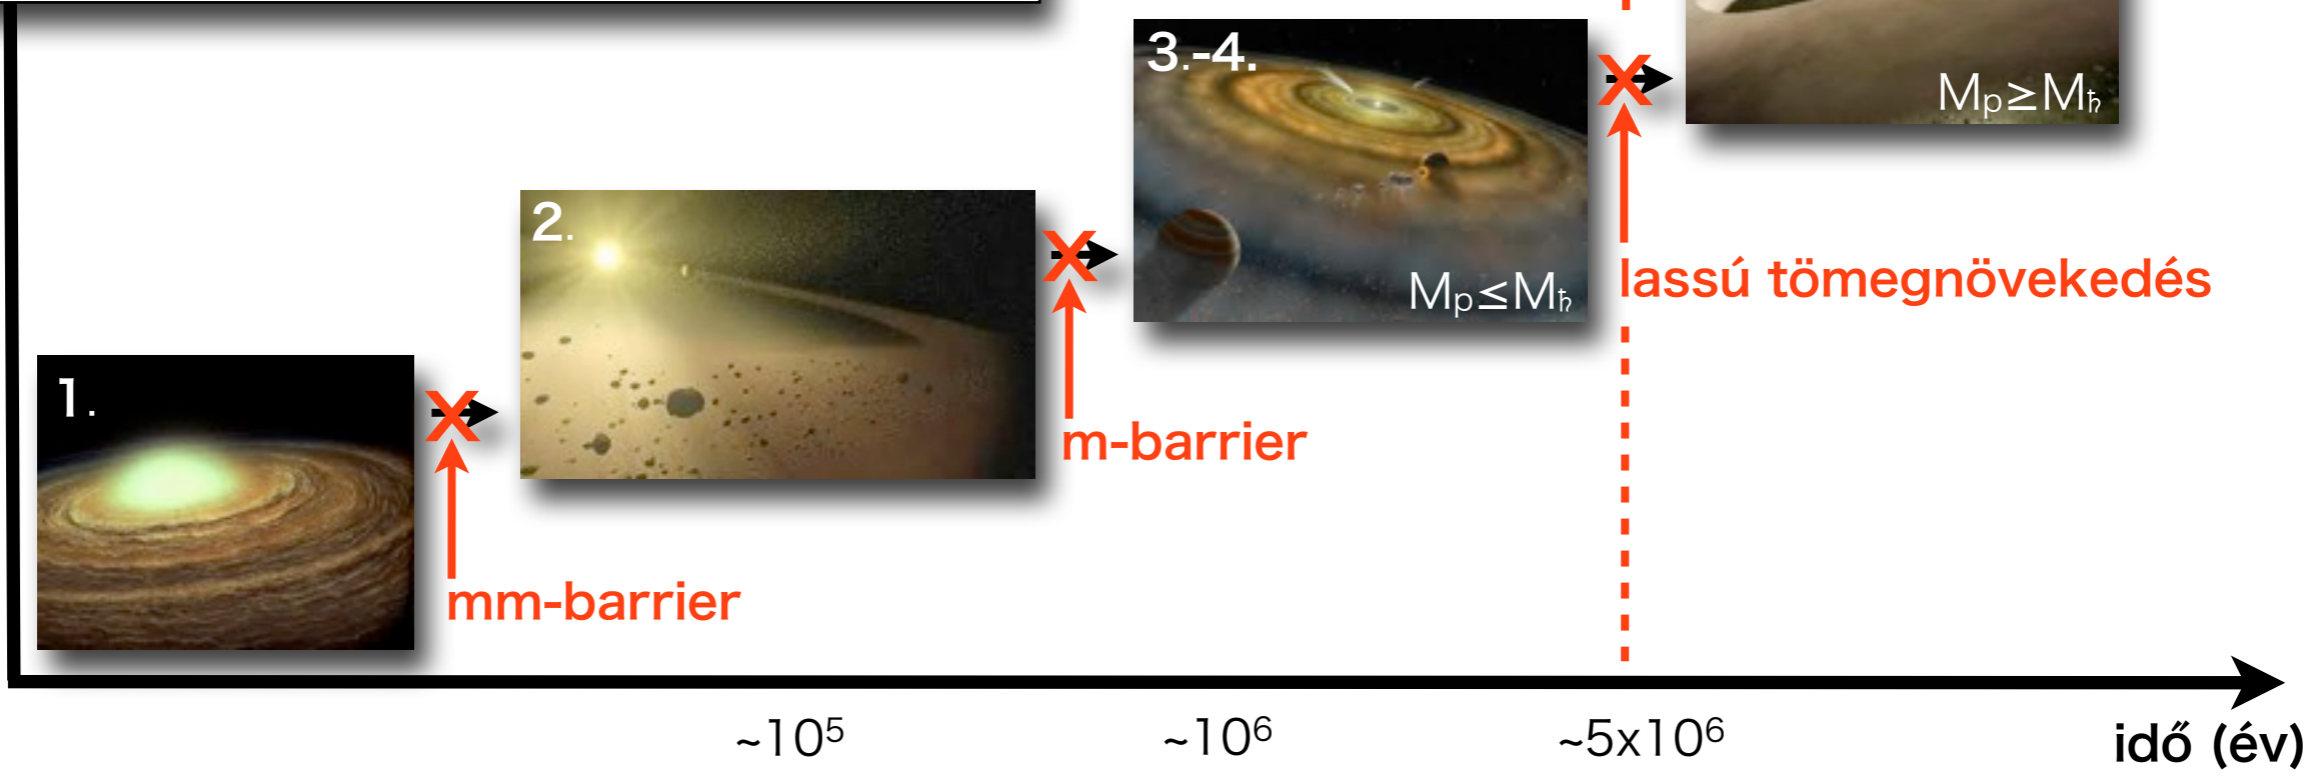 3.-4.
Mₚ≥M♄
2.
Mₚ≤M♄
lassú tömegnövekedés
1.
m-barrier
mm-barrier
~10⁵
~10⁶
~5x10⁶
idő (év)